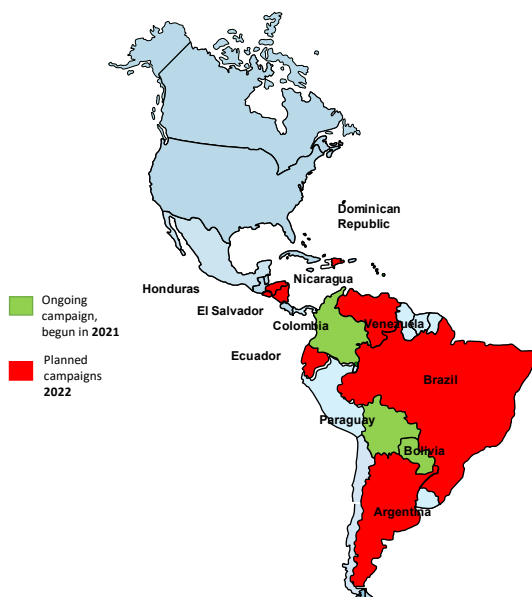 Dominican
Republic
Nicaragua
Honduras
El Salvador
Colombia
Venezuela
Ecuador
Brazil
Paraguay
Bolivia
Argentina
Ongoing
campaign,
begun in 2021
Planned
campaigns
2022